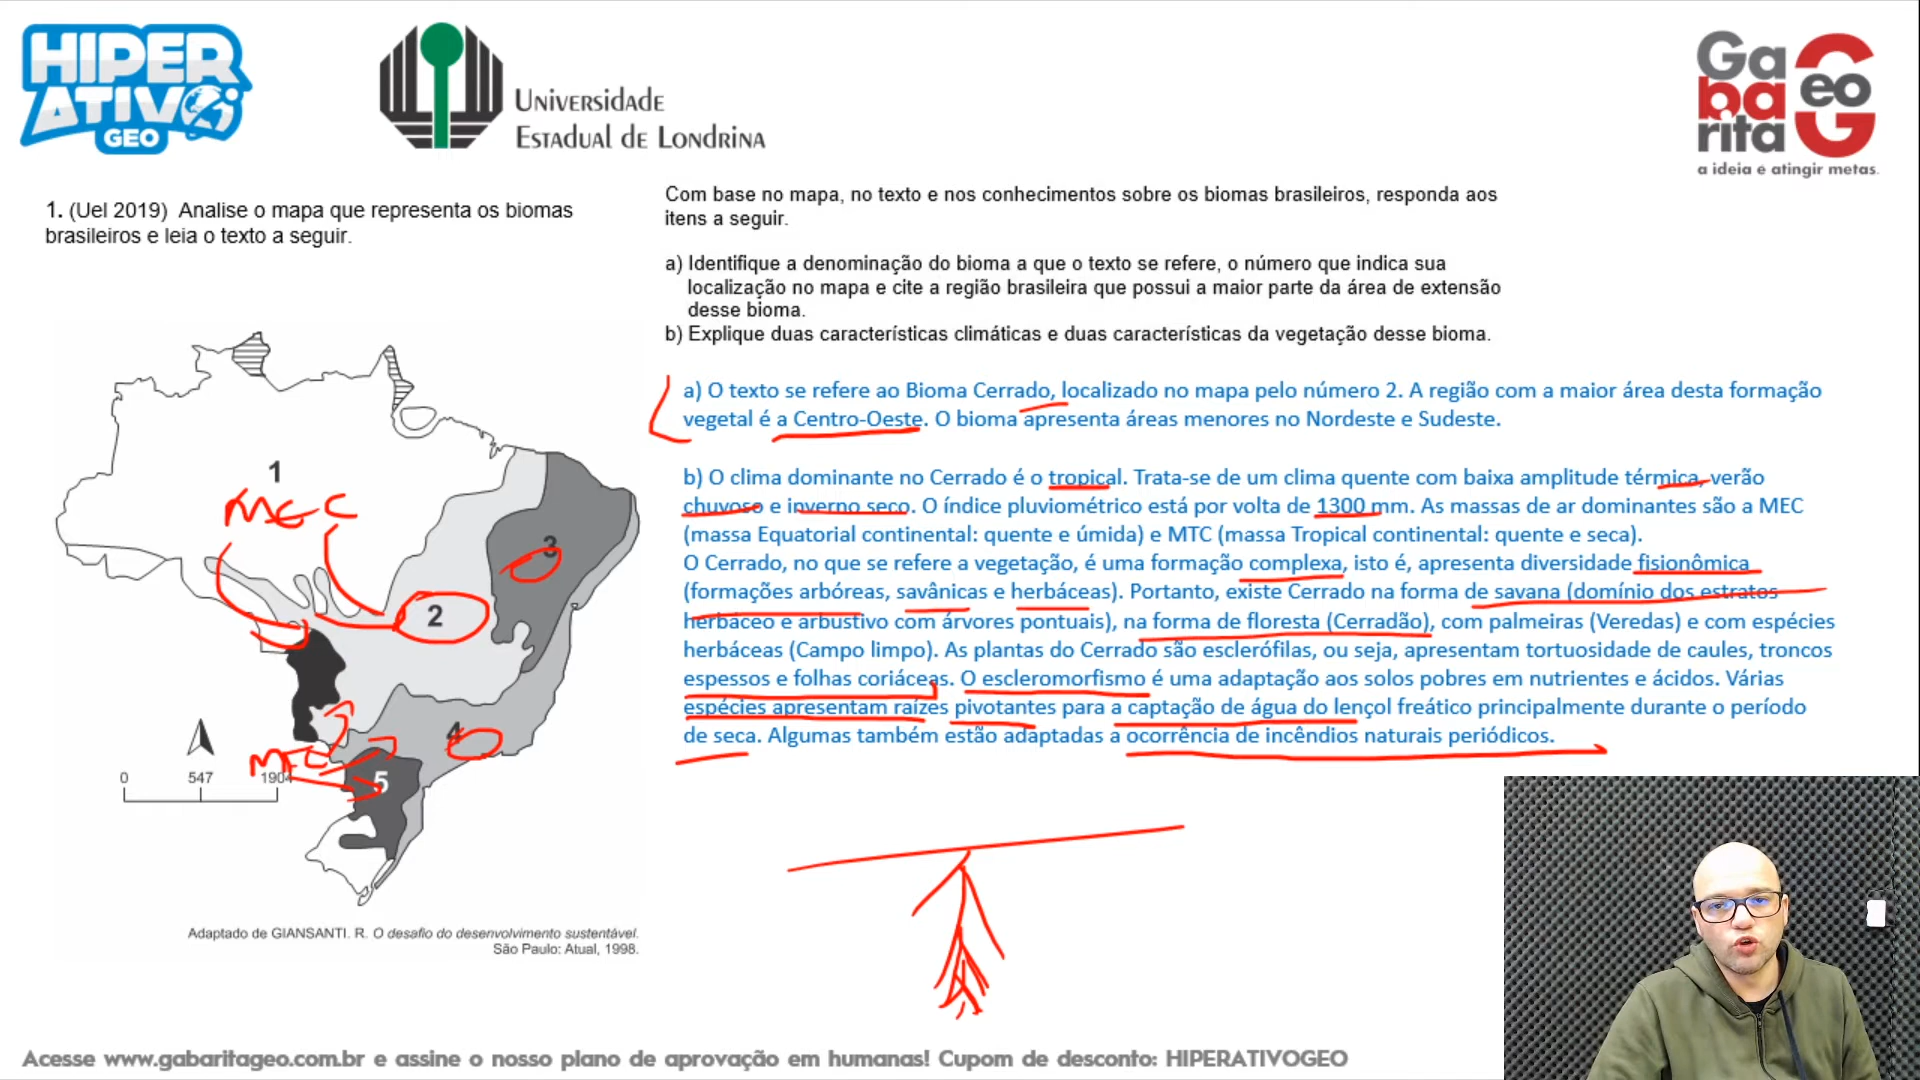 HIPER
ATIVO
GEO
UNIVERSIDADE
ESTADUAL DE LONDRINA
Ga
ba
rita
eo
G
a ideia é atingir metas.
1. (Uel 2019) Analise o mapa que representa os biomas
brasileiros e leia o texto a seguir.
1
MEC
2
3
4
5
MTC
0 547 1904
Adaptado de GIANSANTI. R. O desafio do desenvolvimento sustentável.
São Paulo: Atual, 1998.
Com base no mapa, no texto e nos conhecimentos sobre os biomas brasileiros, responda aos
itens a seguir.
a) Identifique a denominação do bioma a que o texto se refere, o número que indica sua
localização no mapa e cite a região brasileira que possui a maior parte da área de extensão
desse bioma.
b) Explique duas características climáticas e duas características da vegetação desse bioma.
a) O texto se refere ao Bioma Cerrado, localizado no mapa pelo número 2. A região com a maior área desta formação
vegetal é a Centro-Oeste. O bioma apresenta áreas menores no Nordeste e Sudeste.
b) O clima dominante no Cerrado é o tropical. Trata-se de um clima quente com baixa amplitude térmica, verão
chuvoso e inverno seco. O índice pluviométrico está por volta de 1300 mm. As massas de ar dominantes são a MEC
(massa Equatorial continental: quente e úmida) e MTC (massa Tropical continental: quente e seca).
O Cerrado, no que se refere a vegetação, é uma formação complexa, isto é, apresenta diversidade fisionômica
(formações arbóreas, savânicas e herbáceas). Portanto, existe Cerrado na forma de savana (domínio dos estratos
herbáceo e arbustivo com árvores pontuais), na forma de floresta (Cerradão), com palmeiras (Veredas) e com espécies
herbáceas (Campo limpo). As plantas do Cerrado são esclerófilas, ou seja, apresentam tortuosidade de caules, troncos
espessos e folhas coriáceas. O escleromorfismo é uma adaptação aos solos pobres em nutrientes e ácidos. Várias
espécies apresentam raízes pivotantes para a captação de água do lençol freático principalmente durante o período
de seca. Algumas também estão adaptadas a ocorrência de incêndios naturais periódicos.
Acesse www.gabaritageo.com.br e assine o nosso plano de aprovação em humanas! Cupom de desconto: HIPERATIVOGEO